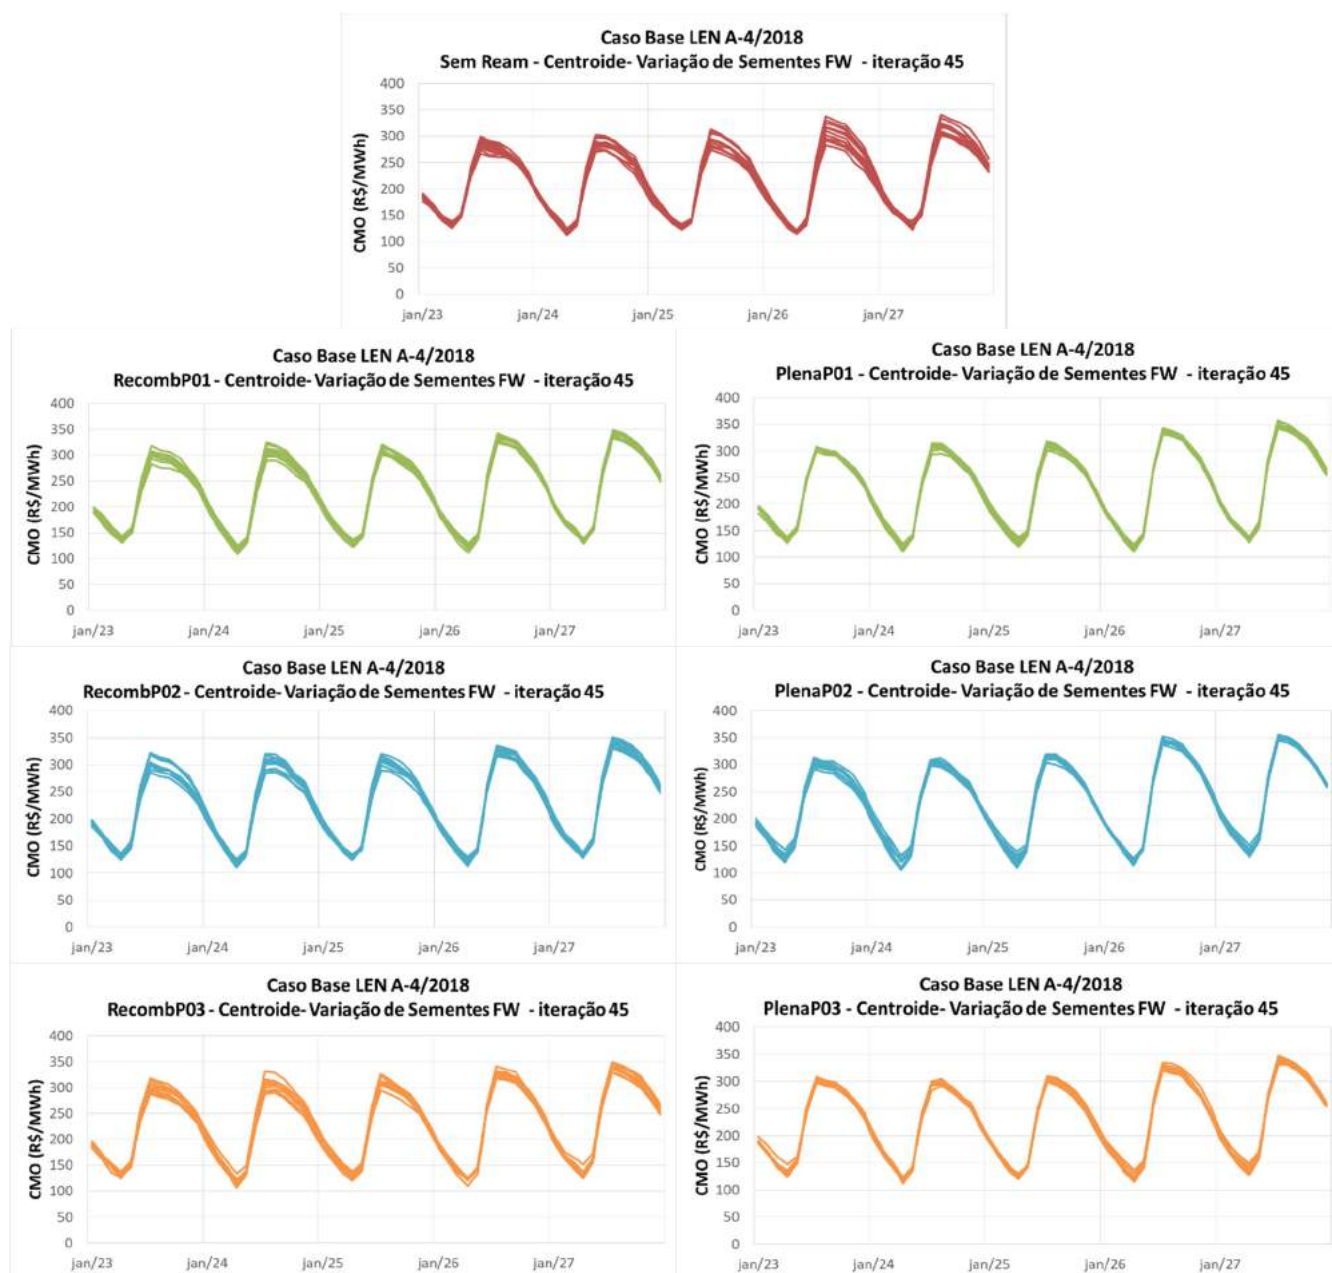 Caso Base LEN A-4/2018
Sem Ream - Centroide- Variação de Sementes FW - iteração 45
CMO (R$/MWh)
400
350
300
250
200
150
100
50
0
jan/23 jan/24 jan/25 jan/26 jan/27
Caso Base LEN A-4/2018
RecombP01 - Centroide- Variação de Sementes FW - iteração 45
CMO (R$/MWh)
400
350
300
250
200
150
100
50
0
jan/23 jan/24 jan/25 jan/26 jan/27
Caso Base LEN A-4/2018
PlenaP01 - Centroide- Variação de Sementes FW - iteração 45
CMO (R$/MWh)
400
350
300
250
200
150
100
50
0
jan/23 jan/24 jan/25 jan/26 jan/27
Caso Base LEN A-4/2018
RecombP02 - Centroide- Variação de Sementes FW - iteração 45
CMO (R$/MWh)
400
350
300
250
200
150
100
50
0
jan/23 jan/24 jan/25 jan/26 jan/27
Caso Base LEN A-4/2018
PlenaP02 - Centroide- Variação de Sementes FW - iteração 45
CMO (R$/MWh)
400
350
300
250
200
150
100
50
0
jan/23 jan/24 jan/25 jan/26 jan/27
Caso Base LEN A-4/2018
RecombP03 - Centroide- Variação de Sementes FW - iteração 45
CMO (R$/MWh)
400
350
300
250
200
150
100
50
0
jan/23 jan/24 jan/25 jan/26 jan/27
Caso Base LEN A-4/2018
PlenaP03 - Centroide- Variação de Sementes FW - iteração 45
CMO (R$/MWh)
400
350
300
250
200
150
100
50
0
jan/23 jan/24 jan/25 jan/26 jan/27